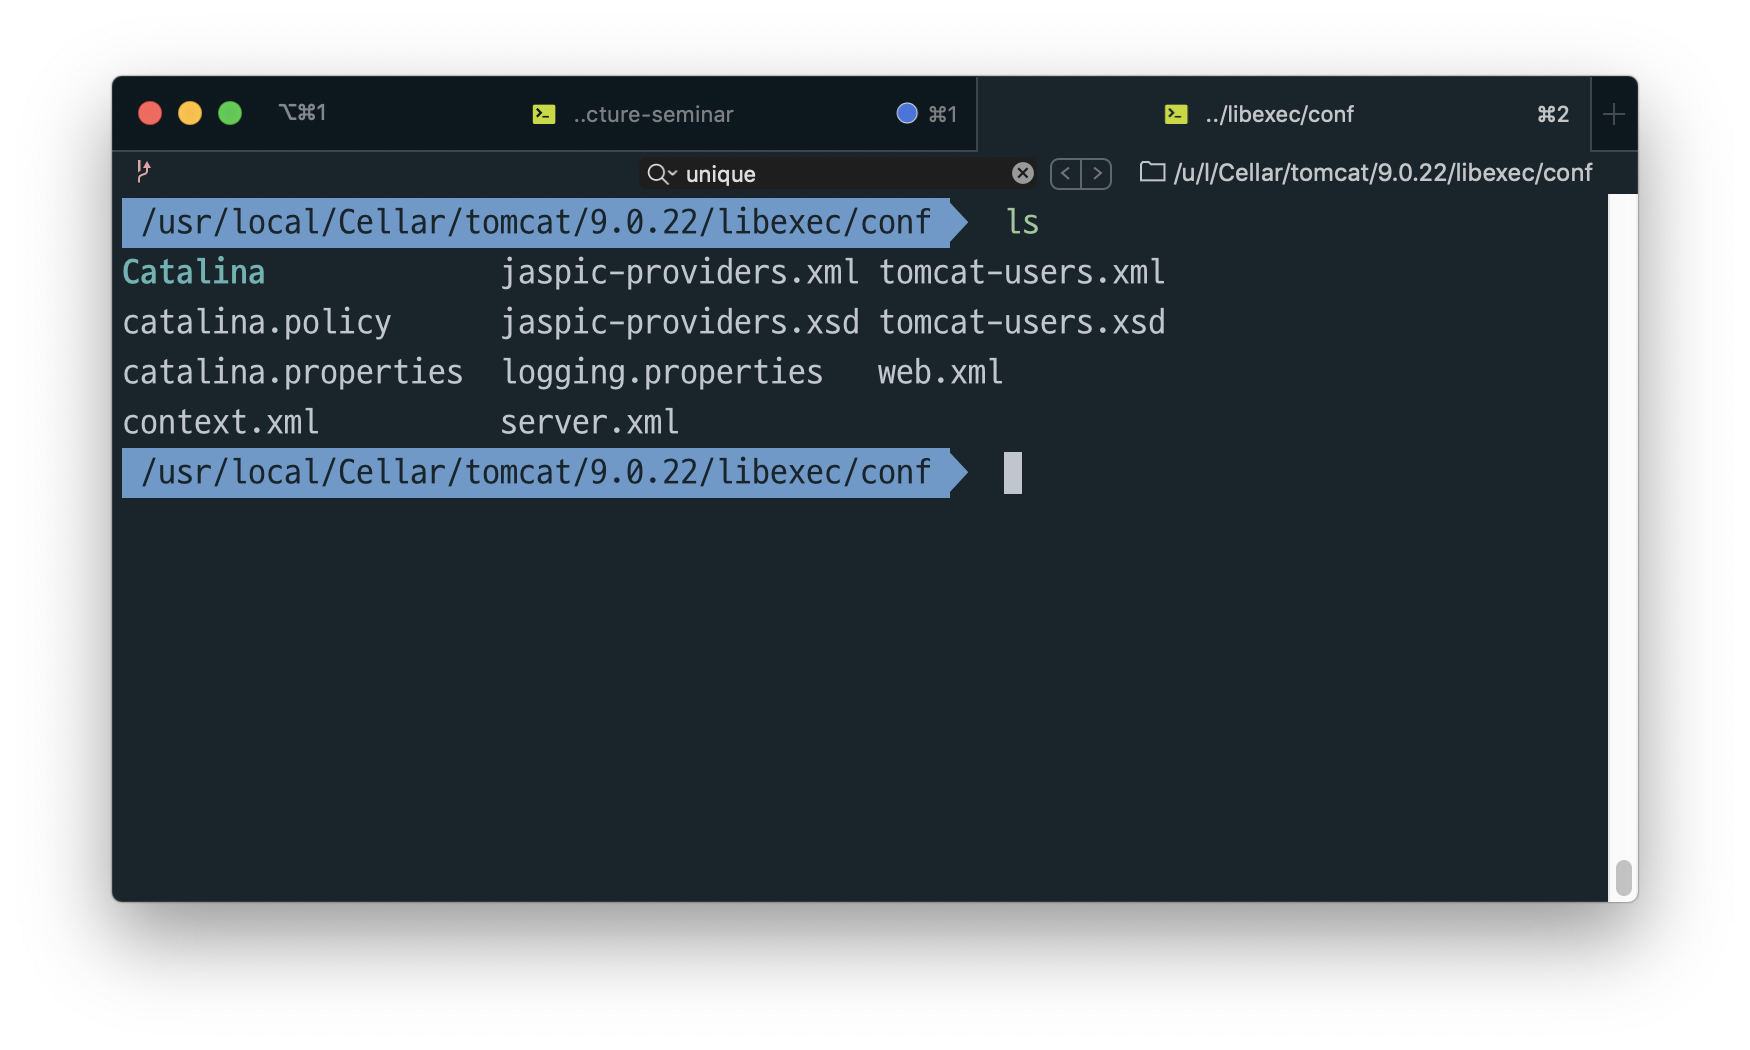 ⌥⌘1 ..cture-seminar ⌘1 ../libexec/conf ⌘2
unique /u/l/Cellar/tomcat/9.0.22/libexec/conf
/usr/local/Cellar/tomcat/9.0.22/libexec/conf ls
Catalina jaspic-providers.xml tomcat-users.xml
catalina.policy jaspic-providers.xsd tomcat-users.xsd
catalina.properties logging.properties web.xml
context.xml server.xml
/usr/local/Cellar/tomcat/9.0.22/libexec/conf